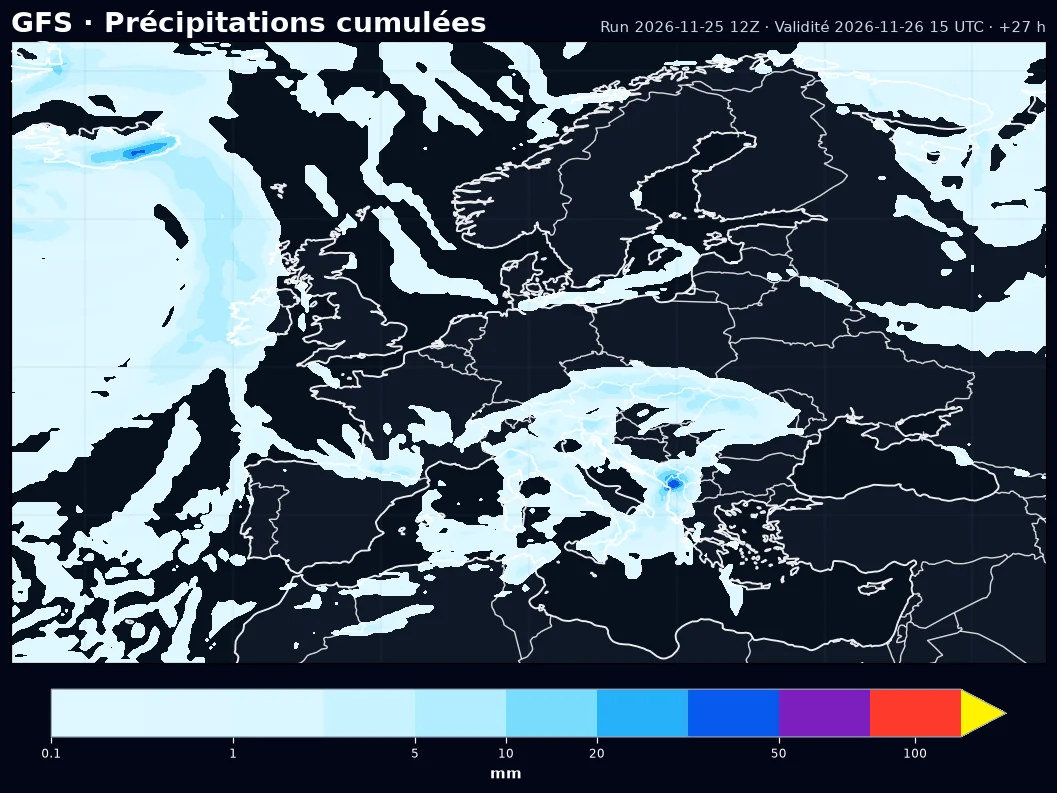 GFS · Précipitations cumulées
Run 2026-11-25 12Z · Validité 2026-11-26 15 UTC · +27 h
0.1 1 5 10 20 50 100
mm